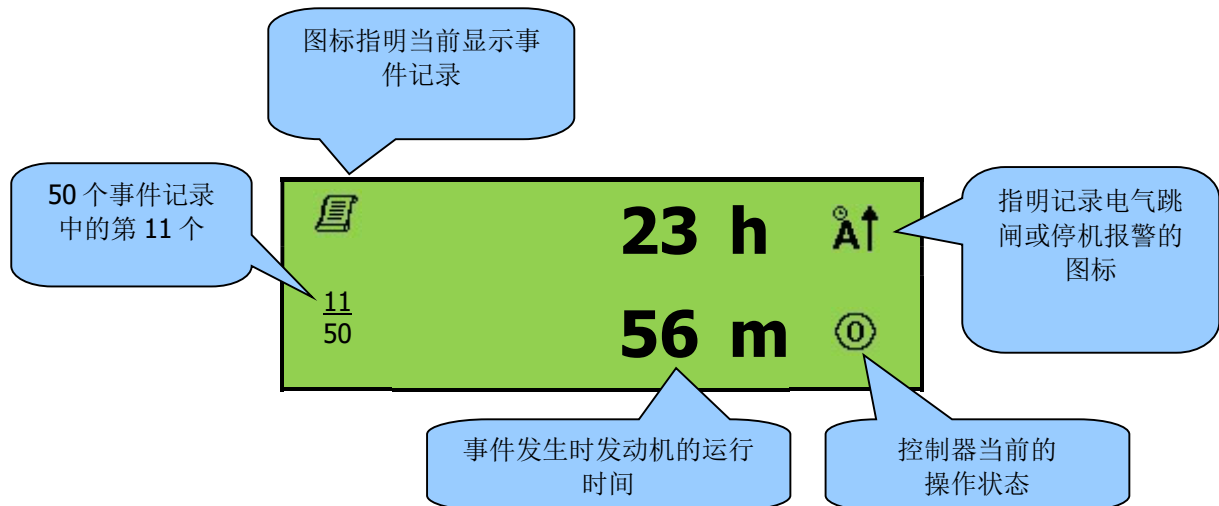 图标指明当前显示事
件记录
50 个事件记录
中的第 11 个
23 h
A
指明记录电气跳
闸或停机报警的
图标
11
50
56 m
0
事件发生时发动机的运行
时间
控制器当前的
操作状态